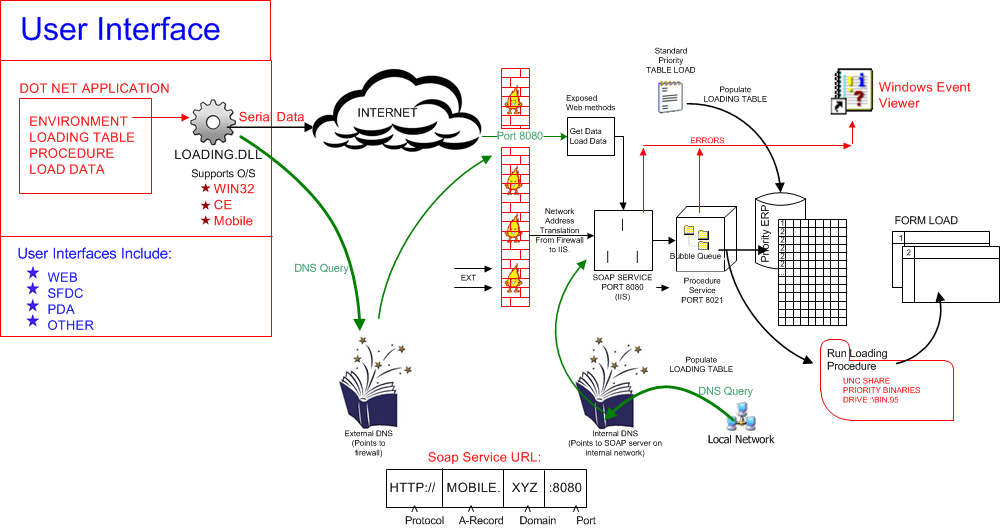 User Interface
DOT NET APPLICATION
ENVIRONMENT
LOADING TABLE
PROCEDURE
LOAD DATA
Serial Data
LOADING.DLL
Supports O/S
WIN32
CE
Mobile
User Interfaces Include:
WEB
SFDC
PDA
OTHER
INTERNET
DNS Query
External DNS
(Points to
firewall)
Port 8080
EXT
Exposed
Web methods
Get Data
Load Data
Network
Address
Translation
From Firewall
to IIS.
SOAP SERVICE
PORT 8080
(IIS)
Standard
Priority
TABLE LOAD
Populate
LOADING TABLE
ERRORS
Windows Event
Viewer
Bubble Queue
Procedure
Service
PORT 8021
Priority ERP
1
2
2
2
2
FORM LOAD
1
2
Run Loading
Procedure
UNC SHARE
PRIORITY BINARIES
DRIVE :\BIN.95
Populate
LOADING TABLE
DNS Query
Local Network
Internal DNS
(Points to SOAP server on
internal network)
Soap Service URL:
HTTP:// MOBILE. XYZ :8080
Protocol A-Record Domain Port